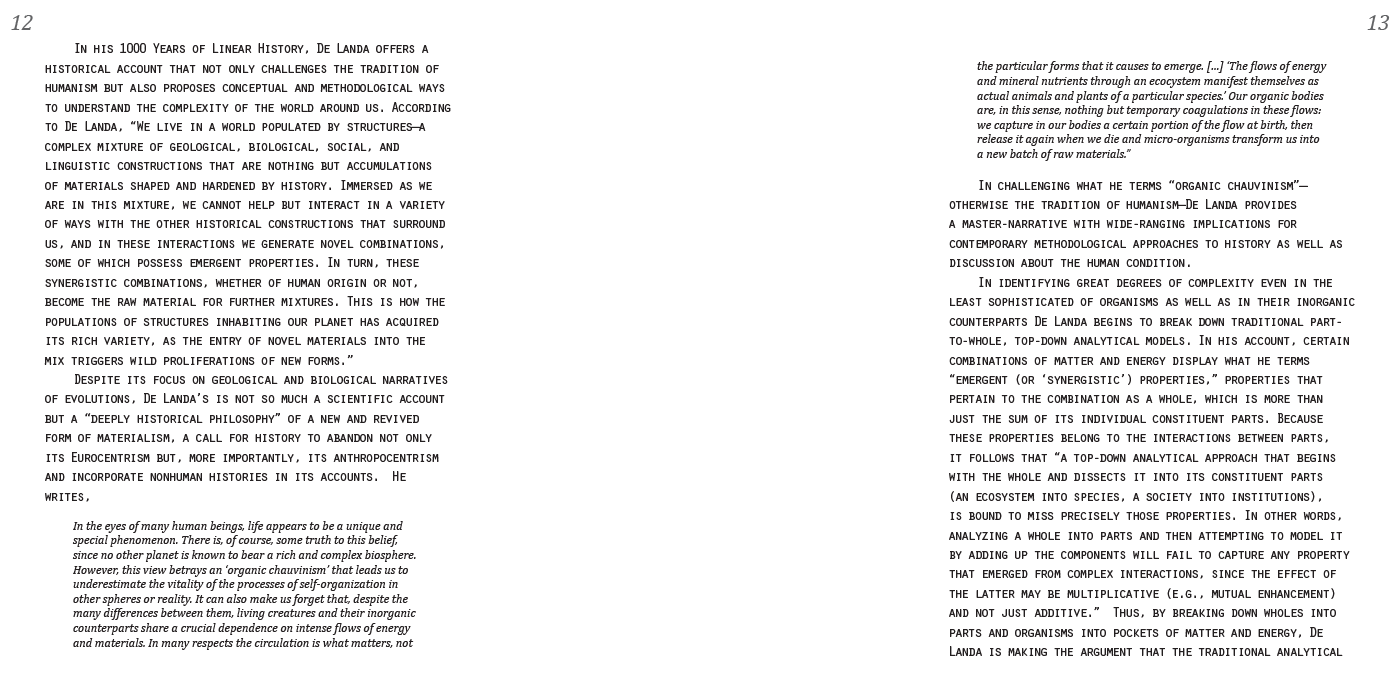 12
In his 1000 Years of Linear History, De Landa offers a
historical account that not only challenges the tradition of
humanism but also proposes conceptual and methodological ways
to understand the complexity of the world around us. According
to De Landa, “We live in a world populated by structures—a
complex mixture of geological, biological, social, and
linguistic constructions that are nothing but accumulations
of materials shaped and hardened by history. Immersed as we
are in this mixture, we cannot help but interact in a variety
of ways with the other historical constructions that surround
us, and in these interactions we generate novel combinations,
some of which possess emergent properties. In turn, these
synergistic combinations, whether of human origin or not,
become the raw material for further mixtures. This is how the
populations of structures inhabiting our planet has acquired
its rich variety, as the entry of novel materials into the
mix triggers wild proliferations of new forms.”
Despite its focus on geological and biological narratives
of evolutions, De Landa’s is not so much a scientific account
but a “deeply historical philosophy” of a new and revived
form of materialism, a call for history to abandon not only
its Eurocentrism but, more importantly, its anthropocentrism
and incorporate nonhuman histories in its accounts.  He
writes,
In the eyes of many human beings, life appears to be a unique and
special phenomenon. There is, of course, some truth to this belief,
since no other planet is known to bear a rich and complex biosphere.
However, this view betrays an ‘organic chauvinism’ that leads us to
underestimate the vitality of the processes of self-organization in
other spheres or reality. It can also make us forget that, despite the
many differences between them, living creatures and their inorganic
counterparts share a crucial dependence on intense flows of energy
and materials. In many respects the circulation is what matters, not
13
the particular forms that it causes to emerge. [...] ‘The flows of energy
and mineral nutrients through an ecosystem manifest themselves as
actual animals and plants of a particular species.’ Our organic bodies
are, in this sense, nothing but temporary coagulations in these flows:
we capture in our bodies a certain portion of the flow at birth, then
release it again when we die and micro-organisms transform us into
a new batch of raw materials.”
In challenging what he terms “organic chauvinism”—
otherwise the tradition of humanism—De Landa provides
a master-narrative with wide-ranging implications for
contemporary methodological approaches to history as well as
discussion about the human condition.
In identifying great degrees of complexity even in the
least sophisticated of organisms as well as in their inorganic
counterparts De Landa begins to break down traditional part-
to-whole, top-down analytical models. In his account, certain
combinations of matter and energy display what he terms
“emergent (or ‘synergistic’) properties,” properties that
pertain to the combination as a whole, which is more than
just the sum of its individual constituent parts. Because
these properties belong to the interactions between parts,
it follows that “a top-down analytical approach that begins
with the whole and dissects it into its constituent parts
(an ecosystem into species, a society into institutions),
is bound to miss precisely those properties. In other words,
analyzing a whole into parts and then attempting to model it
by adding up the components will fail to capture any property
that emerged from complex interactions, since the effect of
the latter may be multiplicative (e.g., mutual enhancement)
and not just additive.”  Thus, by breaking down wholes into
parts and organisms into pockets of matter and energy, De
Landa is making the argument that the traditional analytical